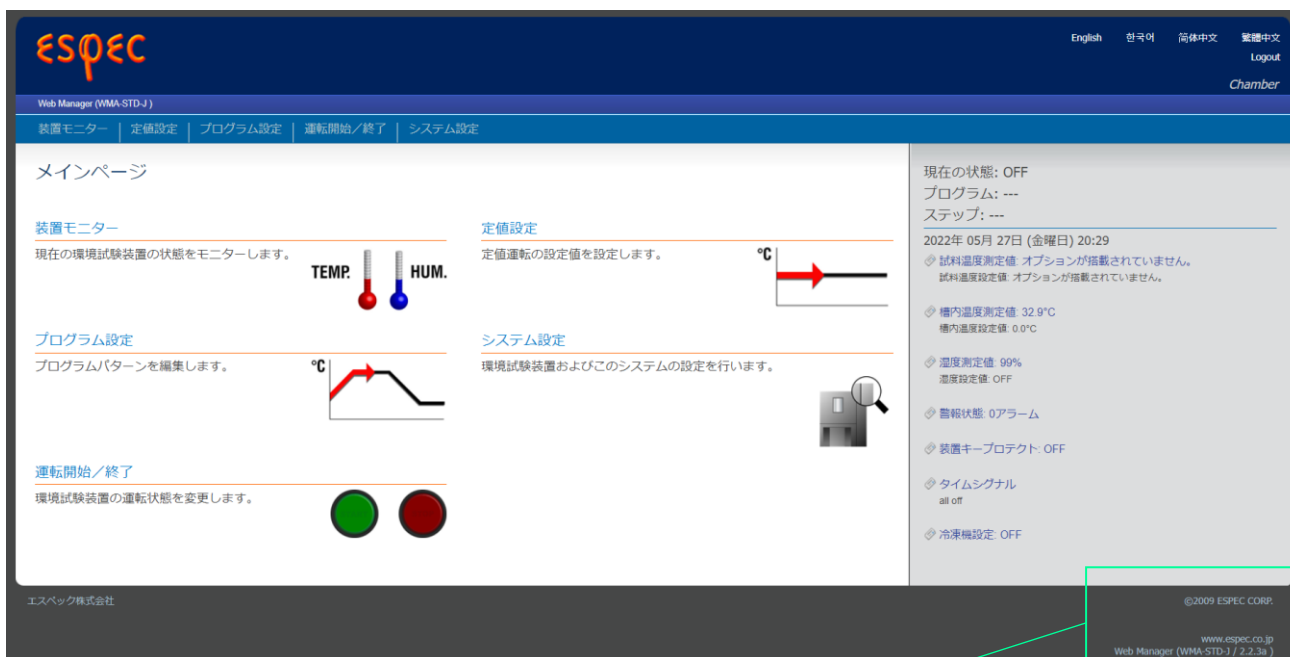 ESPEC
English 한국어 简体中文 繁體中文
Logout
Chamber
Web Manager (WMA-STD-J )
装置モニター 定値設定 プログラム設定 運転開始／終了 システム設定
メインページ
装置モニター
現在の環境試験装置の状態をモニターします。
TEMP. HUM.
定値設定
定値運転の設定値を設定します。
°C
プログラム設定
プログラムパターンを編集します。
°C
システム設定
環境試験装置およびこのシステムの設定を行います。
運転開始／終了
環境試験装置の運転状態を変更します。
現在の状態: OFF
プログラム: ---
ステップ: ---
2022年 05月 27日 (金曜日) 20:29
試料温度測定値: オプションが搭載されていません。
試料温度設定値: オプションが搭載されていません。
槽内温度測定値: 32.9°C
槽内温度設定値: 0.0°C
湿度測定値: 99%
湿度設定値: OFF
警報状態: 0アラーム
装置キープロテクト: OFF
タイムシグナル
all off
冷凍機設定: OFF
エスペック株式会社
©2009 ESPEC CORP.
www.espec.co.jp
Web Manager (WMA-STD-J / 2.2.3a )